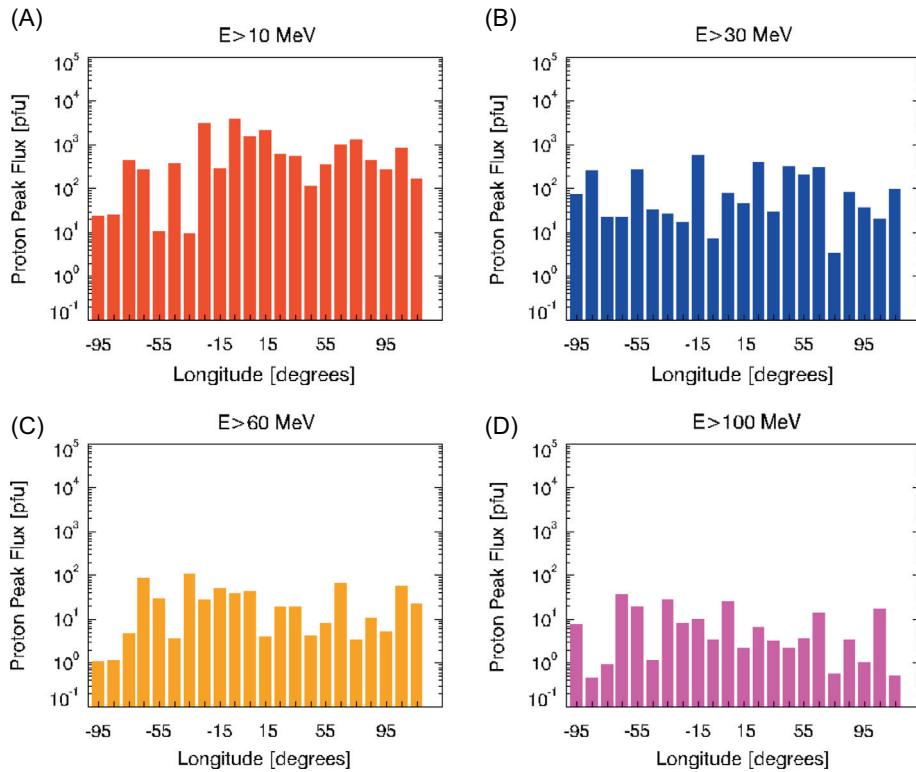 (A)
E>10 MeV
Proton Peak Flux [pfu]
10^5
10^4
10^3
10^2
10^1
10^0
10^-1
-95 -55 -15 15 55 95
Longitude [degrees]
(B)
E>30 MeV
Proton Peak Flux [pfu]
10^5
10^4
10^3
10^2
10^1
10^0
10^-1
-95 -55 -15 15 55 95
Longitude [degrees]
(C)
E>60 MeV
Proton Peak Flux [pfu]
10^5
10^4
10^3
10^2
10^1
10^0
10^-1
-95 -55 -15 15 55 95
Longitude [degrees]
(D)
E>100 MeV
Proton Peak Flux [pfu]
10^5
10^4
10^3
10^2
10^1
10^0
10^-1
-95 -55 -15 15 55 95
Longitude [degrees]